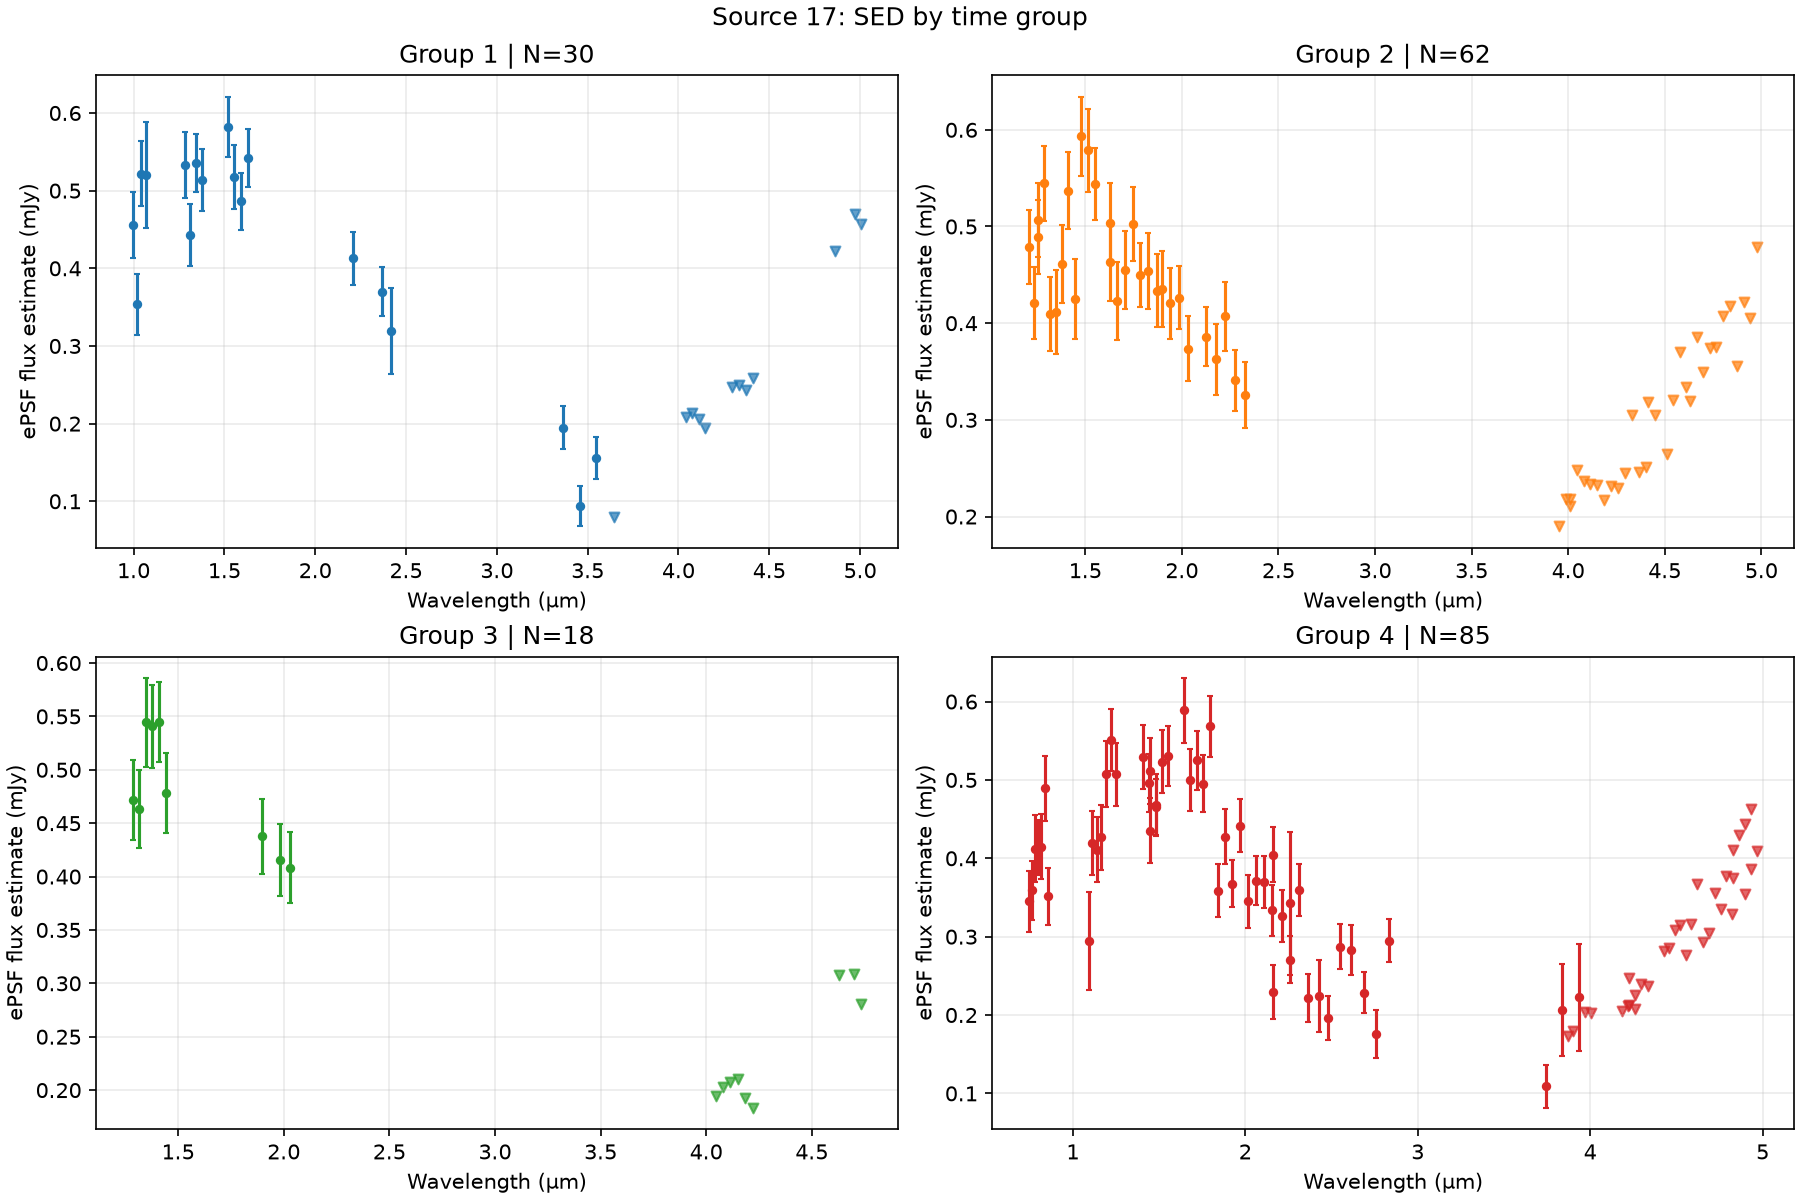 Source 17: SED by time group
Group 1 | N=30
ePSF flux estimate (mJy)
0.6
0.5
0.4
0.3
0.2
0.1
1.0 1.5 2.0 2.5 3.0 3.5 4.0 4.5 5.0
Wavelength (µm)
Group 2 | N=62
ePSF flux estimate (mJy)
0.6
0.5
0.4
0.3
0.2
1.5 2.0 2.5 3.0 3.5 4.0 4.5 5.0
Wavelength (µm)
Group 3 | N=18
ePSF flux estimate (mJy)
0.60
0.55
0.50
0.45
0.40
0.35
0.30
0.25
0.20
1.5 2.0 2.5 3.0 3.5 4.0 4.5
Wavelength (µm)
Group 4 | N=85
ePSF flux estimate (mJy)
0.6
0.5
0.4
0.3
0.2
0.1
1 2 3 4 5
Wavelength (µm)